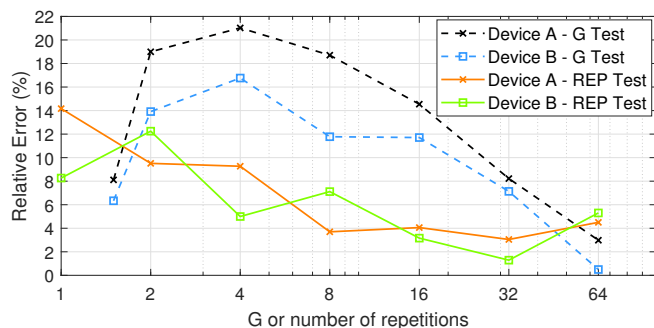 22
20
18
16
14
12
10
8
6
4
2
0
Relative Error (%)
Device A - G Test
Device B - G Test
Device A - REP Test
Device B - REP Test
1 2 4 8 16 32 64
G or number of repetitions